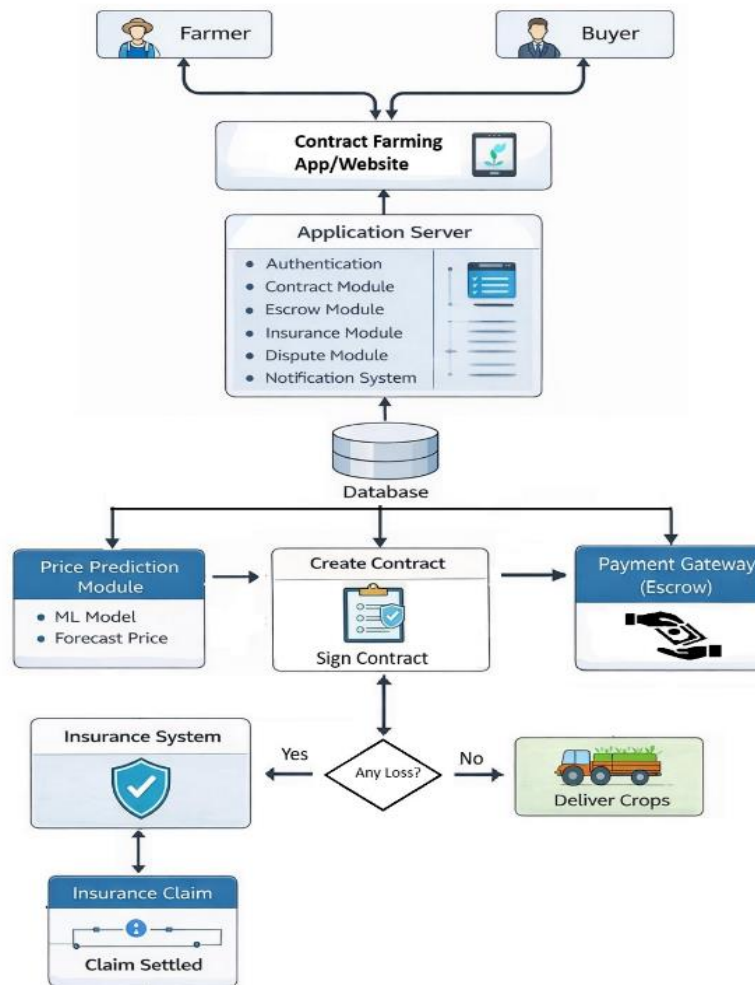 Farmer
Buyer
Contract Farming
App/Website
Application Server
• Authentication
• Contract Module
• Escrow Module
• Insurance Module
• Dispute Module
• Notification System
Database
Price Prediction
Module
• ML Model
• Forecast Price
Create Contract
Sign Contract
Payment Gateway
(Escrow)
Insurance System
Yes
Any Loss?
No
Deliver Crops
Insurance Claim
Claim Settled